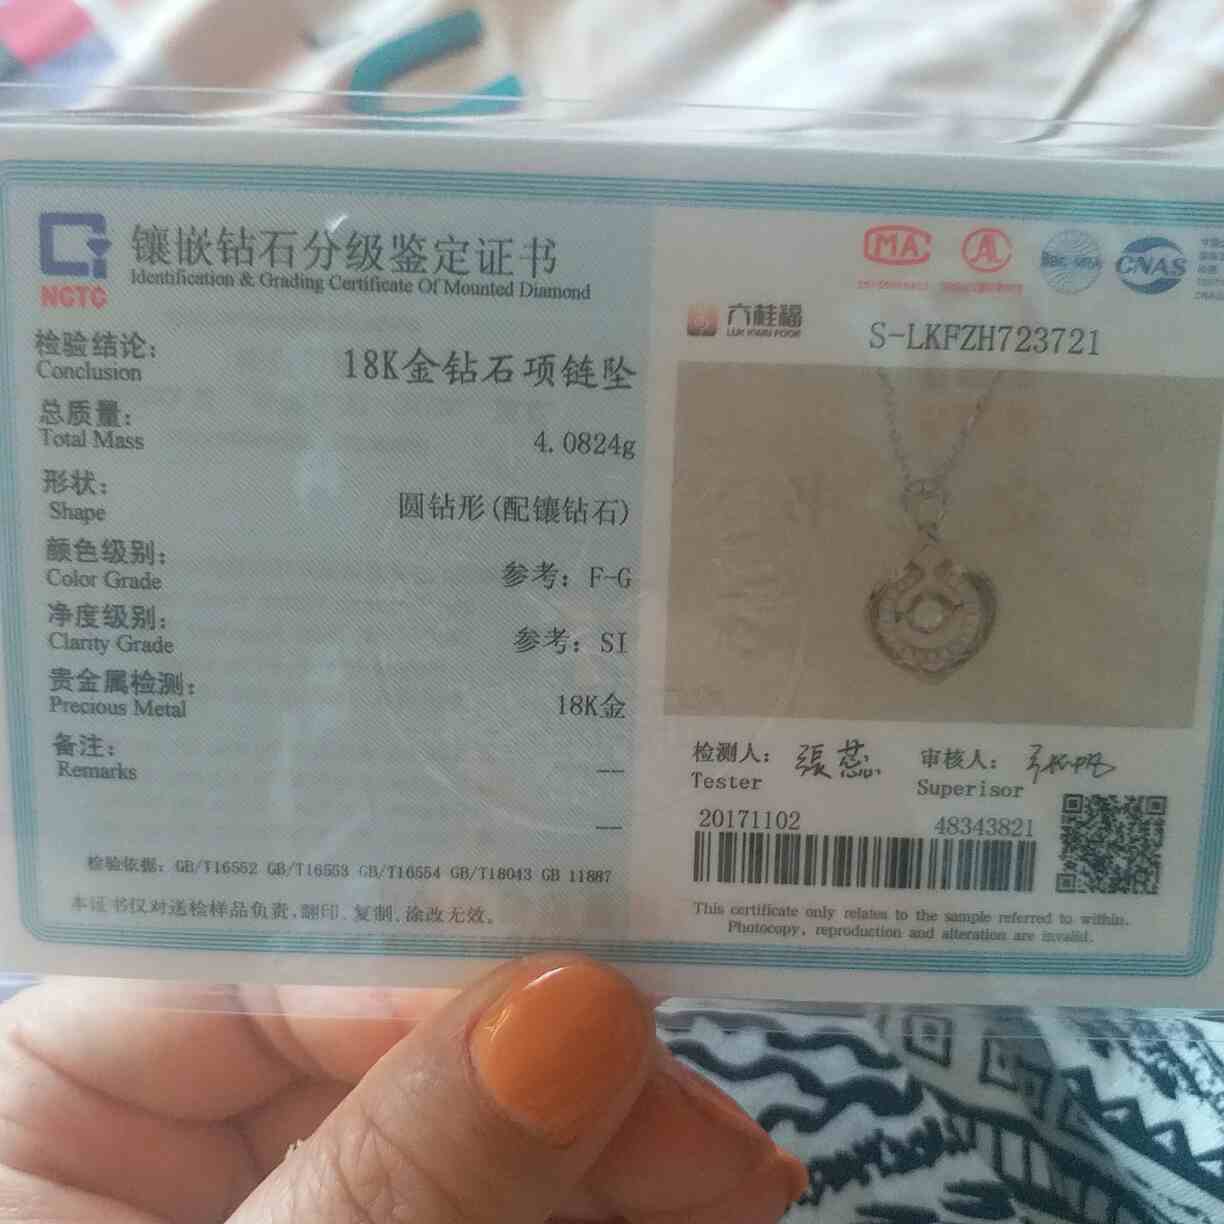 NGTC
镶嵌钻石分级鉴定证书
Identification & Grading Certificate Of Mounted Diamond
检验结论：
Conclusion
18K金钻石项链坠
总质量：
Total Mass
4.0824g
形状：
Shape
圆钻形(配镶钻石)
颜色级别：
Color Grade
参考：F-G
净度级别：
Clarity Grade
参考：SI
贵金属检测：
Precious Metal
18K金
备注：
Remarks
—
—
检验依据：GB/T16552 GB/T16553 GB/T16554 GB/T18043 GB 11887
本证书仅对送检样品负责,翻印、复制、涂改无效。
MA
AL
CNAS
六桂福
LUK KWAI FOOK
S-LKFZH723721
检测人：張蕊
Tester
审核人：
Superisor
20171102
48343821
This certificate only relates to the sample referred to within.
Photocopy, reproduction and alteration are invalid.